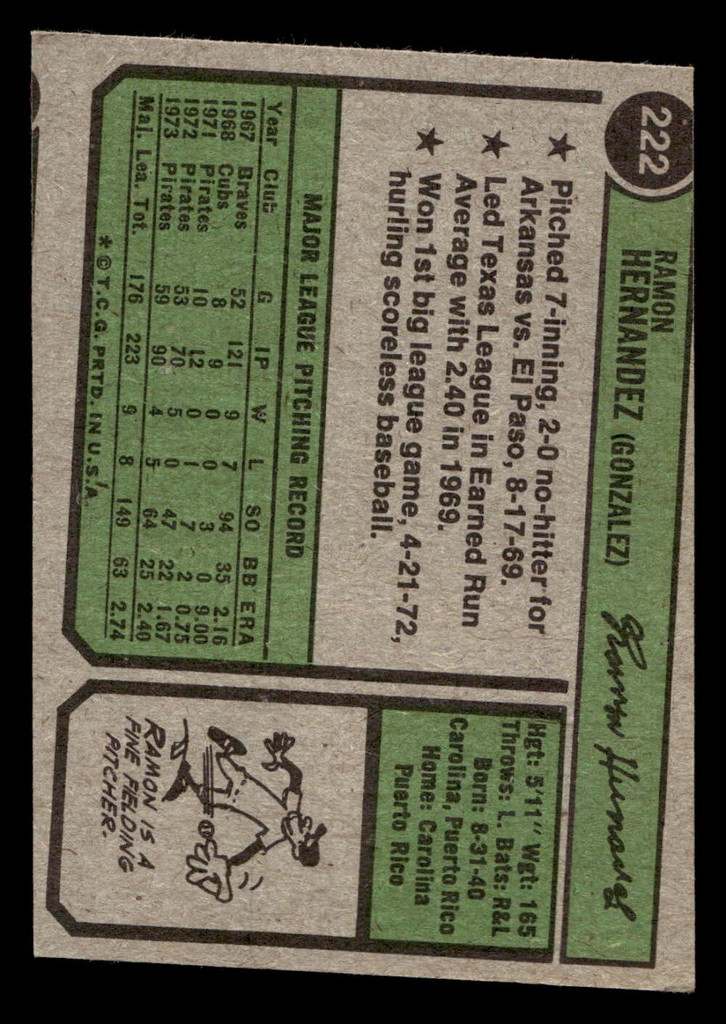 222
RAMON
HERNANDEZ (GONZALEZ)
Ramon Hernandez
★ Pitched 7-inning, 2-0 no-hitter for
Arkansas vs. El Paso, 8-17-69.
★ Led Texas League in Earned Run
Average with 2.40 in 1969.
★ Won 1st big league game, 4-21-72,
hurling scoreless baseball.
Hgt: 5'11" Wgt: 165
Throws: L. Bats: R&L
Born: 8-31-40
Carolina, Puerto Rico
Home: Carolina
Puerto Rico
MAJOR LEAGUE PITCHING RECORD
Year Club G IP W L SO BB ERA
1967 Braves 52 121 9 7 94 35 2.16
1968 Cubs 8 9 0 0 3 0 9.00
1971 Pirates 10 12 0 1 7 2 0.75
1972 Pirates 53 70 5 0 47 22 1.67
1973 Pirates 59 90 4 5 64 25 2.40
Maj. Lea. Tot. 176 223 9 8 149 63 2.74
* © T.C.G. PRTD. IN U.S.A.
RAMON IS A
FINE FIELDING
PITCHER.